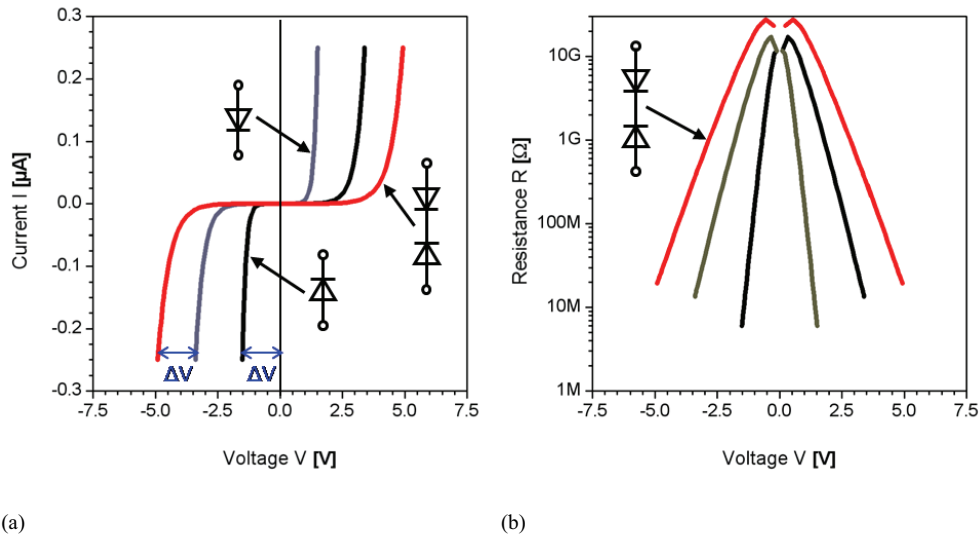 0.3
0.2
0.1
0.0
-0.1
-0.2
-0.3
Current I [µA]
ΔV
ΔV
-7.5 -5.0 -2.5 0.0 2.5 5.0 7.5
Voltage V [V]
(a)
10G
1G
100M
10M
1M
Resistance R [Ω]
-7.5 -5.0 -2.5 0.0 2.5 5.0 7.5
Voltage V [V]
(b)